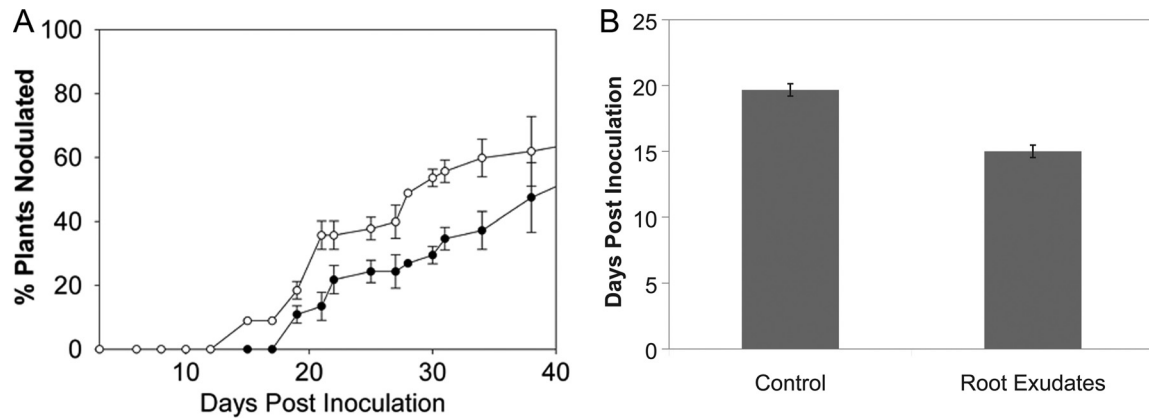 A
% Plants Nodulated
100
80
60
40
20
0
10 20 30 40
Days Post Inoculation
B
Days Post Inoculation
25
20
15
10
5
0
Control Root Exudates